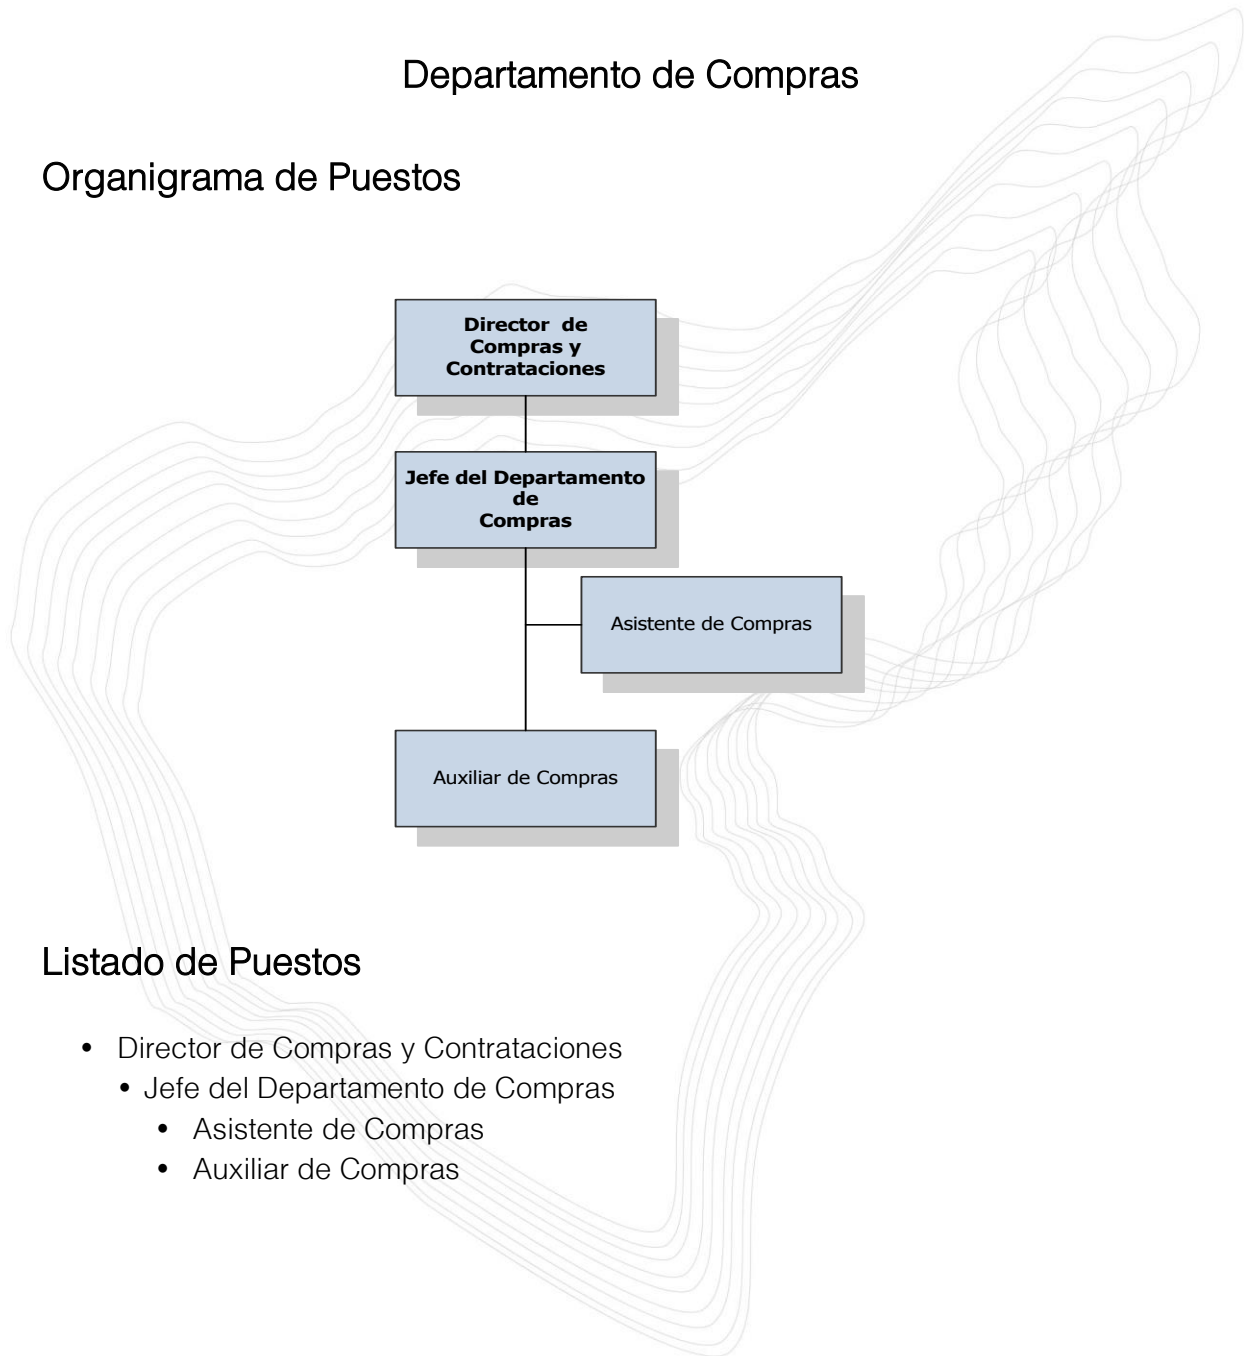 Departamento de Compras
Organigrama de Puestos
Director de
Compras y
Contrataciones
Jefe del Departamento
de
Compras
Asistente de Compras
Auxiliar de Compras
Listado de Puestos
• Director de Compras y Contrataciones
• Jefe del Departamento de Compras
• Asistente de Compras
• Auxiliar de Compras